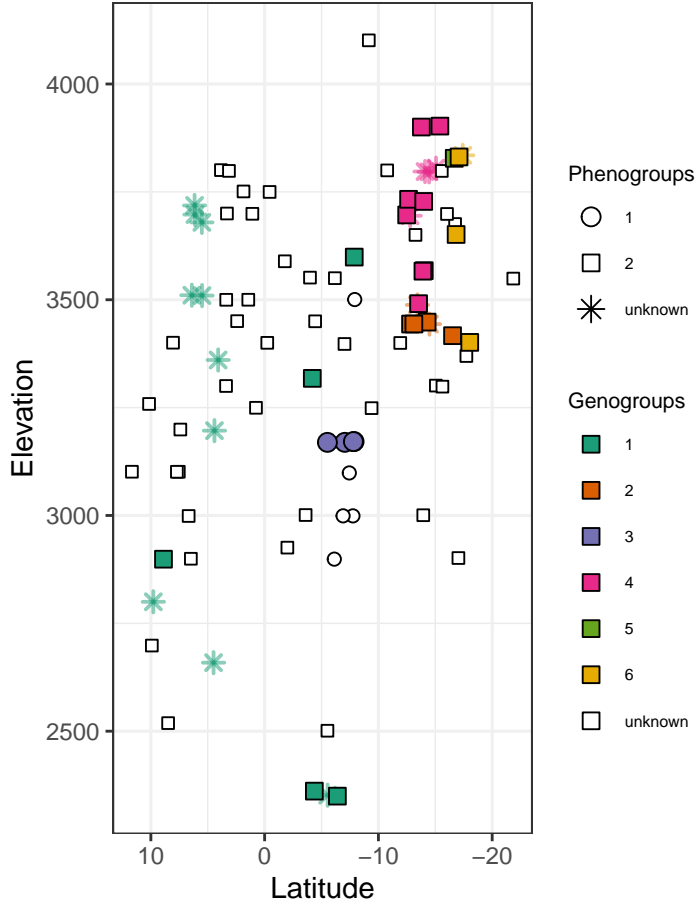 4000
3500
3000
2500
Elevation
10
0
−10
−20
Latitude
Phenogroups
1
2
unknown
Genogroups
1
2
3
4
5
6
unknown